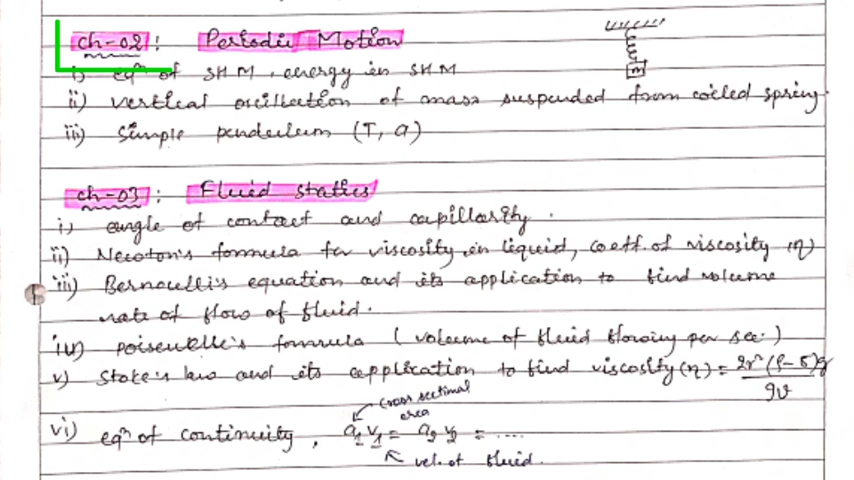 ch-02: Periodic Motion
i) eqⁿ of SHM, energy in SHM
ii) vertical oscillation of mass suspended from coiled spring.
m
iii) simple pendulum (T, a)
ch-03: Fluid statics
i) angle of contact and capillarity.
ii) Newton's formula for viscosity in liquid, coeff. of viscosity (η)
iii) Bernoulli's equation and its application to find volume
rate of flow of fluid.
iv) poiseuille's formula (volume of fluid flowing per sec.)
v) Stoke's law and its application to find viscosity (η) = 2r²(ρ-σ)g / 9v
cross sectional
area
vi) eqⁿ of continuity, a₁v₁ = a₂v₂ = ....
vel. of fluid.